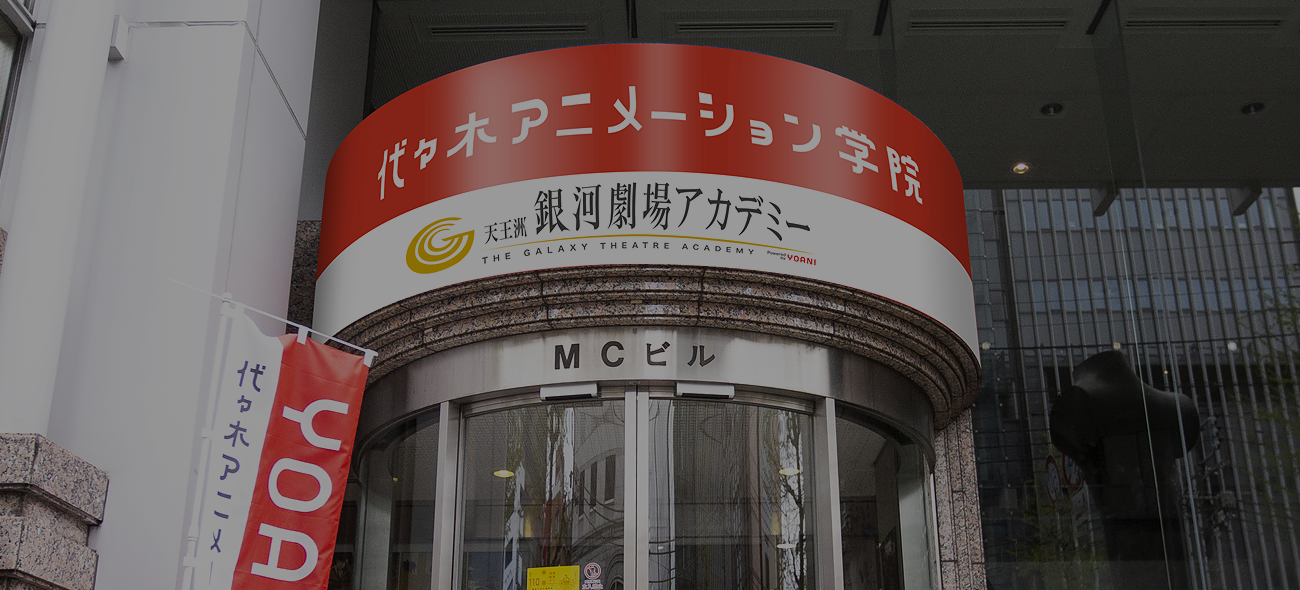 代々木アニメーション学院
天王洲 銀河劇場アカデミー
THE GALAXY THEATRE ACADEMY Powered by YOANI
MCビル
代々木アニメ
YOA
110